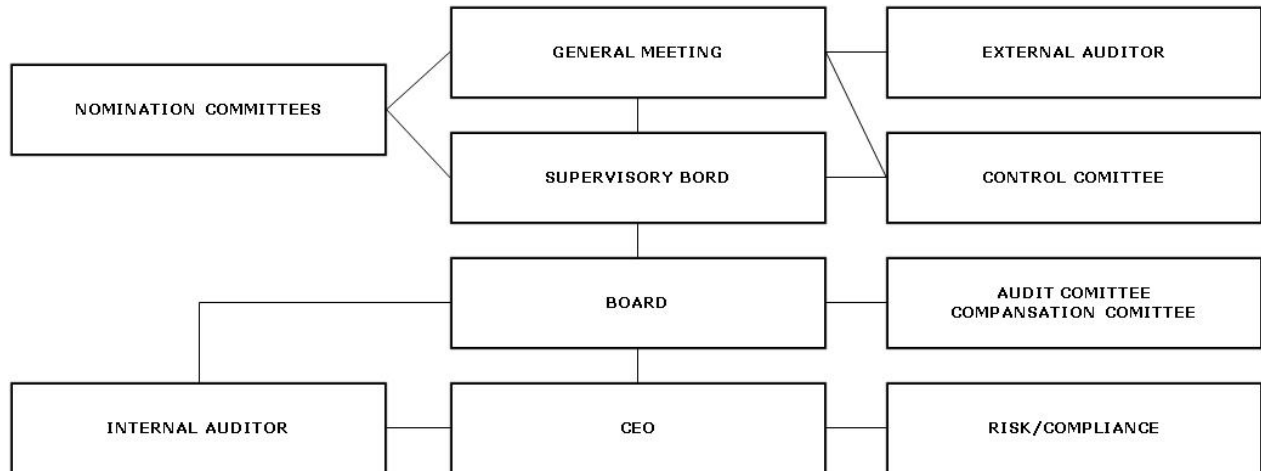 GENERAL MEETING
EXTERNAL AUDITOR
NOMINATION COMMITTEES
SUPERVISORY BORD
CONTROL COMITTEE
BOARD
AUDIT COMITTEE
COMPANSATION COMITTEE
INTERNAL AUDITOR
CEO
RISK/COMPLIANCE